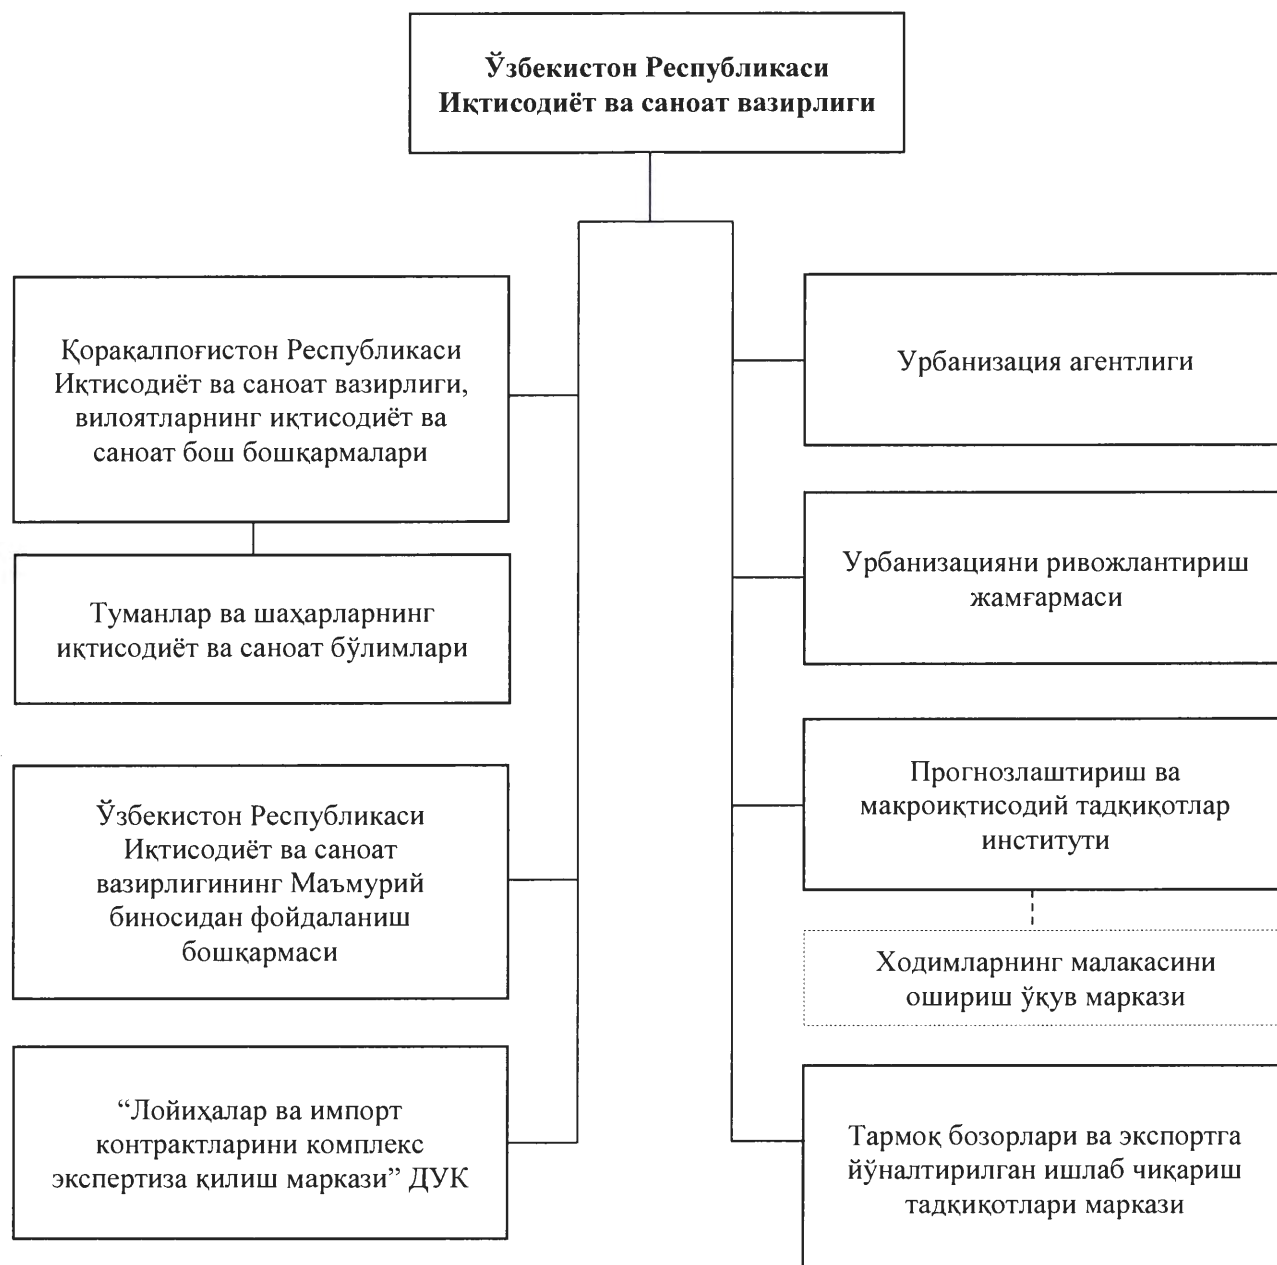 Ўзбекистон Республикаси
Иқтисодиёт ва саноат вазирлиги
Қорақалпоғистон Республикаси
Иқтисодиёт ва саноат вазирлиги,
вилоятларнинг иқтисодиёт ва
саноат бош бошқармалари
Туманлар ва шаҳарларнинг
иқтисодиёт ва саноат бўлимлари
Ўзбекистон Республикаси
Иқтисодиёт ва саноат
вазирлигининг Маъмурий
биносидан фойдаланиш
бошқармаси
“Лойиҳалар ва импорт
контрактларини комплекс
экспертиза қилиш маркази” ДУК
Урбанизация агентлиги
Урбанизацияни ривожлантириш
жамғармаси
Прогнозлаштириш ва
макроиқтисодий тадқиқотлар
институти
Ходимларнинг малакасини
ошириш ўқув маркази
Тармоқ бозорлари ва экспортга
йўналтирилган ишлаб чиқариш
тадқиқотлари маркази